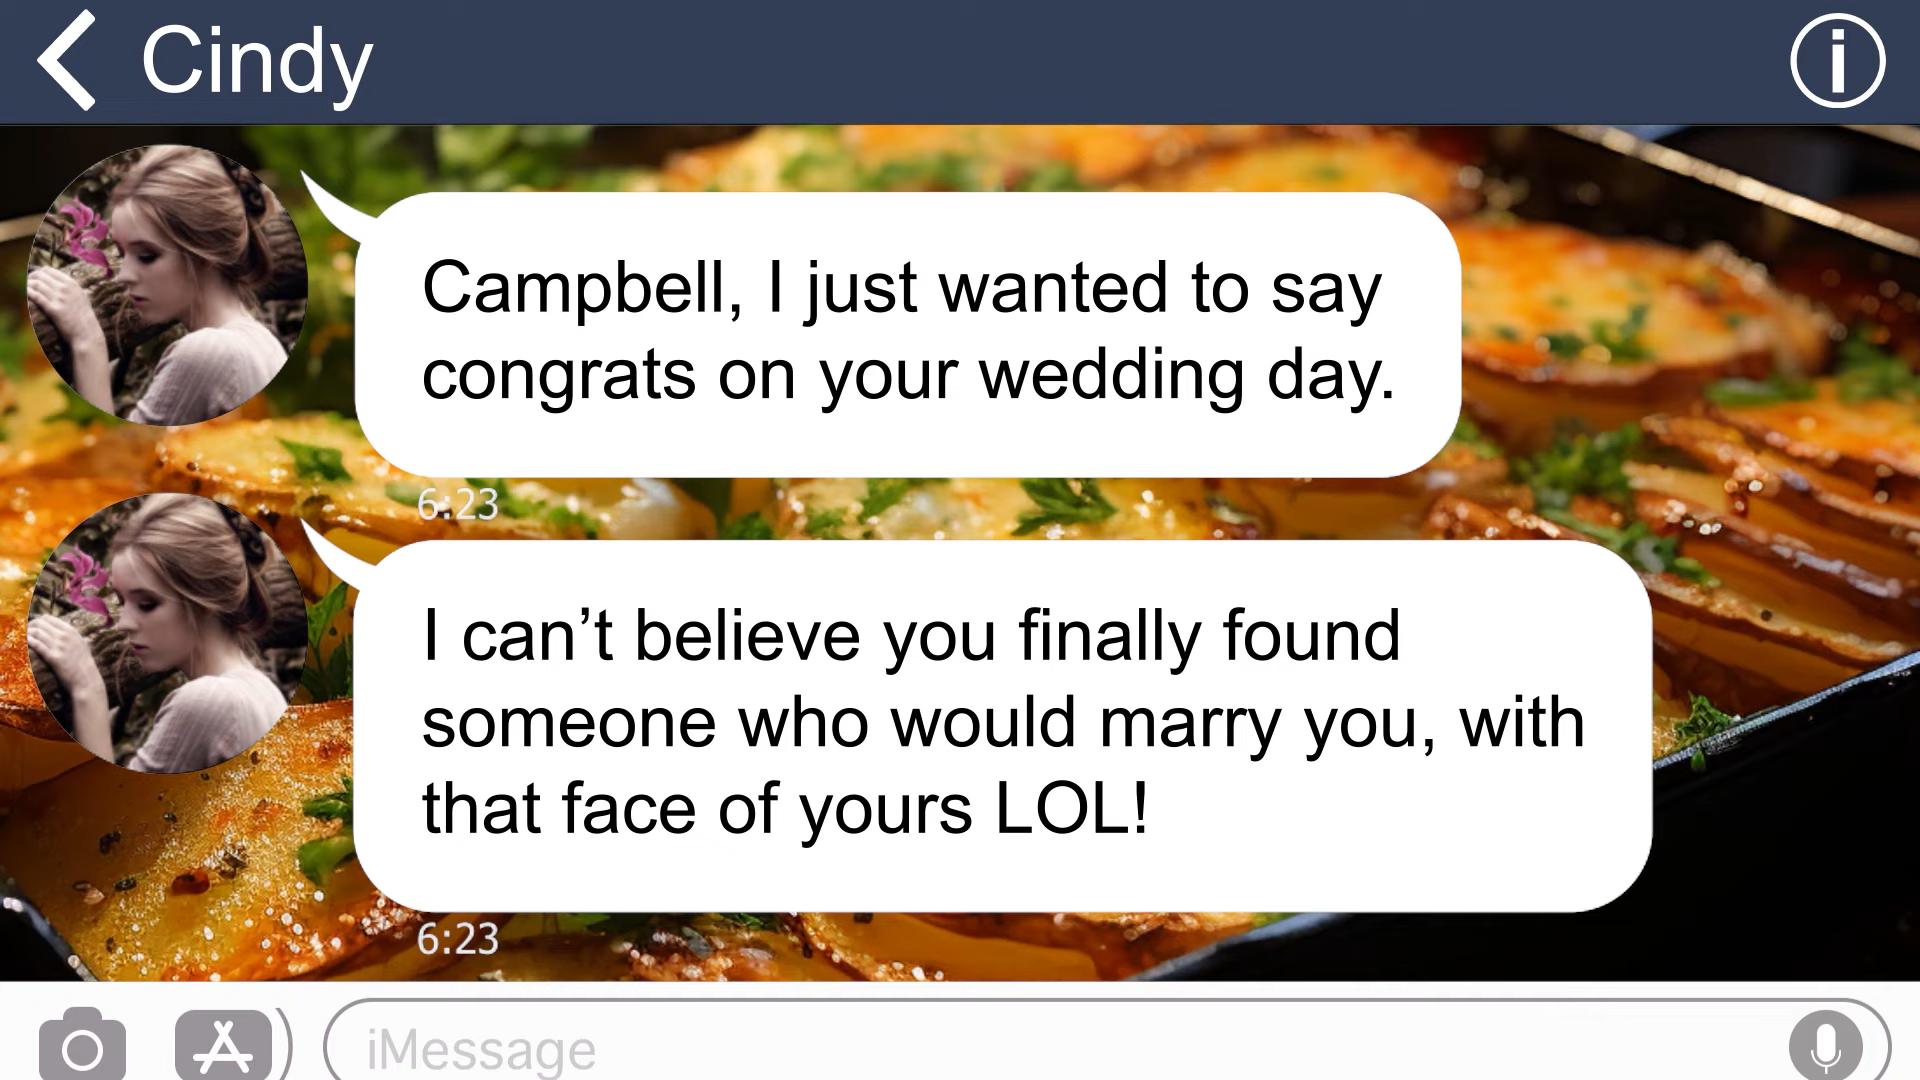 Cindy
Campbell, I just wanted to say
congrats on your wedding day.
6:23
I can’t believe you finally found
someone who would marry you, with
that face of yours LOL!
6:23
iMessage